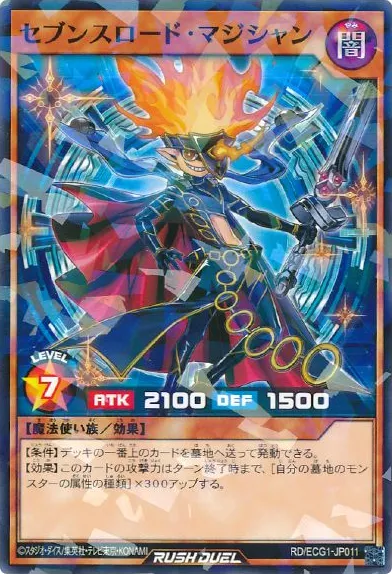 セブンスロード・マジシャン
闇
LEVEL
7
ATK 2100 DEF 1500
【魔法使い族/効果】
【条件】デッキの一番上のカードを墓地へ送って発動できる。
【効果】このカードの攻撃力はターン終了時まで、[自分の墓地のモン
スターの属性の種類]×300アップする。
©スタジオ・ダイス/集英社・テレビ東京・KONAMI
RUSH DUEL
RD/ECG1-JP011